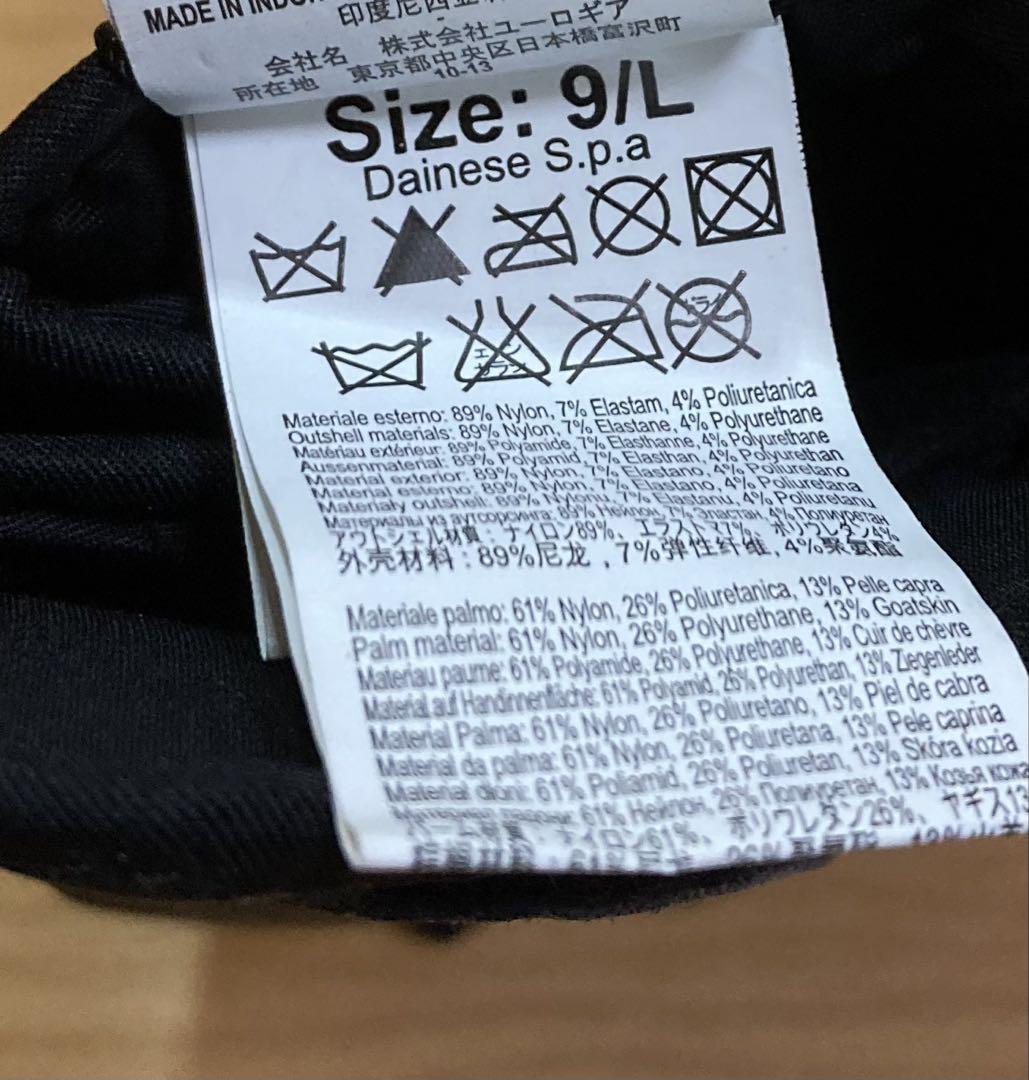 MADE IN INDON
印度尼西亚
会社名 株式会社ユーロギア
所在地 東京都中央区日本橋富沢町
10-13
Size: 9/L
Dainese S.p.a
ドライ
エンソ
サラシ
Materiale esterno: 89% Nylon, 7% Elastam, 4% Poliuretanica
Outshell materials: 89% Nylon, 7% Elastane, 4% Polyurethane
Matériau extérieur: 89% Polyamide, 7% Elasthanne, 4% Polyurethane
Aussenmaterial: 89% Polyamid, 7% Elasthan, 4% Polyurethan
Material exterior: 89% Nylon, 7% Elastano, 4% Poliuretano
Material esterno: 89% Nylon, 7% Elastano, 4% Poliuretano
Materiały outshell: 89% Nylonu, 7% Elastanu, 4% Poliuretanu
Материалы из аутсорсинга: 89% Нейлон, 7% Эластан, 4% Полиуретан
アウトシェル材質：ナイロン89%、エラストマ7%、ポリウレタン4%
外壳材料：89%尼龙，7%弹性纤维，4%聚氨酯
Materiale palmo: 61% Nylon, 26% Poliuretanica, 13% Pelle capra
Palm material: 61% Nylon, 26% Polyurethane, 13% Goatskin
Matériau paume: 61% Polyamide, 26% Polyurethane, 13% Cuir de chèvre
Material auf Handinnenfläche: 61% Polyamid, 26% Polyurethan, 13% Ziegenleder
Material Palma: 61% Nylon, 26% Poliuretano, 13% Piel de cabra
Material da palma: 61% Nylon, 26% Poliuretana, 13% Pele caprina
Materiał dłoni: 61% Poliamid, 26% Poliuretan, 13% Skóra kozia
61% Нейлон, 26% Полиуретан, 13% Козья кожа
ナイロン61%、ポリウレタン26%、ヤギス13